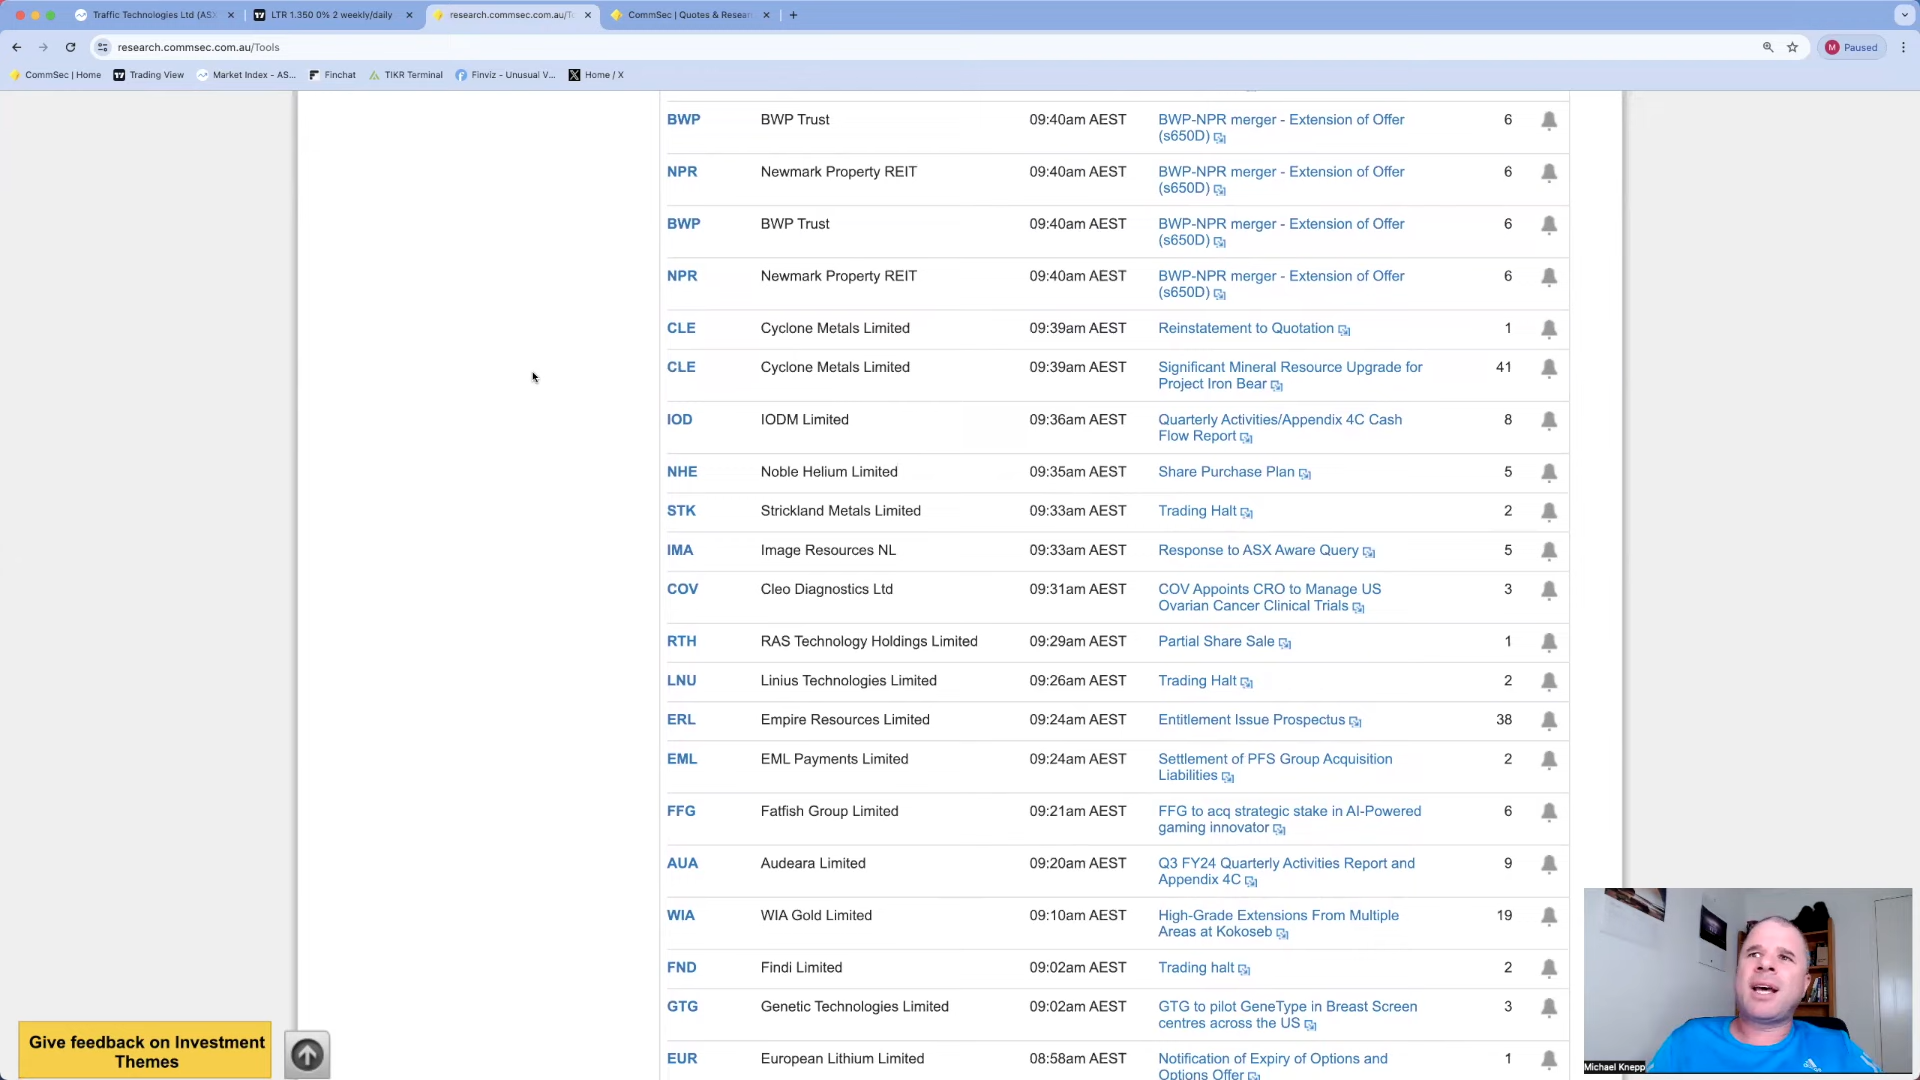 Traffic Technologies Ltd (ASX
LTR 1.350 0% 2 weekly/daily
research.commsec.com.au/To
CommSec | Quotes & Resear
research.commsec.com.au/Tools
M Paused
CommSec | Home
Trading View
Market Index - AS...
Finchat
TIKR Terminal
Finviz - Unusual V...
Home / X
BWP BWP Trust 09:40am AEST BWP-NPR merger - Extension of Offer 6
(s650D)
NPR Newmark Property REIT 09:40am AEST BWP-NPR merger - Extension of Offer 6
(s650D)
BWP BWP Trust 09:40am AEST BWP-NPR merger - Extension of Offer 6
(s650D)
NPR Newmark Property REIT 09:40am AEST BWP-NPR merger - Extension of Offer 6
(s650D)
CLE Cyclone Metals Limited 09:39am AEST Reinstatement to Quotation 1
CLE Cyclone Metals Limited 09:39am AEST Significant Mineral Resource Upgrade for 41
Project Iron Bear
IOD IODM Limited 09:36am AEST Quarterly Activities/Appendix 4C Cash 8
Flow Report
NHE Noble Helium Limited 09:35am AEST Share Purchase Plan 5
STK Strickland Metals Limited 09:33am AEST Trading Halt 2
IMA Image Resources NL 09:33am AEST Response to ASX Aware Query 5
COV Cleo Diagnostics Ltd 09:31am AEST COV Appoints CRO to Manage US 3
Ovarian Cancer Clinical Trials
RTH RAS Technology Holdings Limited 09:29am AEST Partial Share Sale 1
LNU Linius Technologies Limited 09:26am AEST Trading Halt 2
ERL Empire Resources Limited 09:24am AEST Entitlement Issue Prospectus 38
EML EML Payments Limited 09:24am AEST Settlement of PFS Group Acquisition 2
Liabilities
FFG Fatfish Group Limited 09:21am AEST FFG to acq strategic stake in AI-Powered 6
gaming innovator
AUA Audeara Limited 09:20am AEST Q3 FY24 Quarterly Activities Report and 9
Appendix 4C
WIA WIA Gold Limited 09:10am AEST High-Grade Extensions From Multiple 19
Areas at Kokoseb
FND Findi Limited 09:02am AEST Trading halt 2
GTG Genetic Technologies Limited 09:02am AEST GTG to pilot GeneType in Breast Screen 3
centres across the US
EUR European Lithium Limited 08:58am AEST Notification of Expiry of Options and 1
Options Offer
Give feedback on Investment
Themes
Michael Knepp